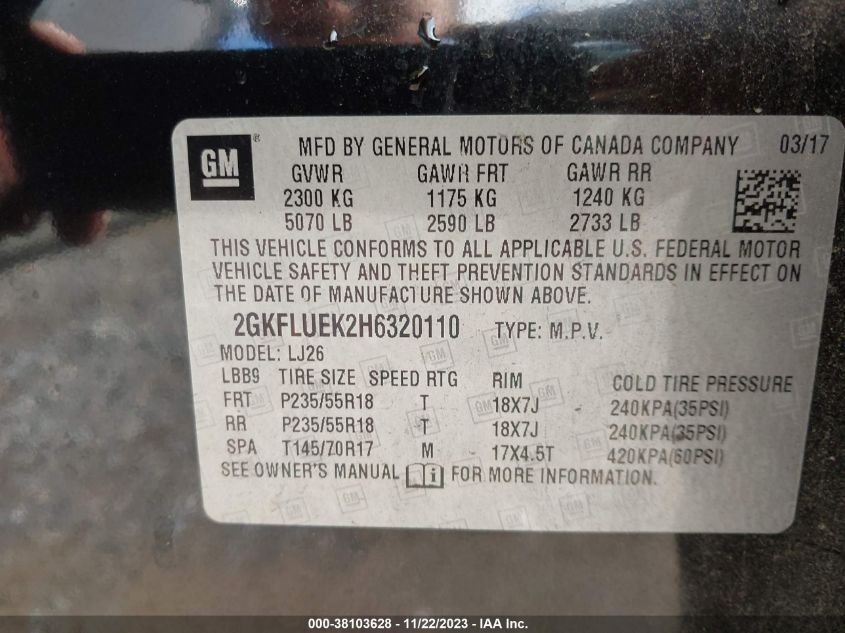 GM ® MFD BY GENERAL MOTORS OF CANADA COMPANY 03/17
GVWR GAWR FRT GAWR RR
2300 KG 1175 KG 1240 KG
5070 LB 2590 LB 2733 LB
THIS VEHICLE CONFORMS TO ALL APPLICABLE U.S. FEDERAL MOTOR
VEHICLE SAFETY AND THEFT PREVENTION STANDARDS IN EFFECT ON
THE DATE OF MANUFACTURE SHOWN ABOVE.
2GKFLUEK2H6320110 TYPE: M.P.V.
MODEL: LJ26
LBB9 TIRE SIZE SPEED RTG RIM COLD TIRE PRESSURE
FRT P235/55R18 T 18X7J 240KPA(35PSI)
RR P235/55R18 T 18X7J 240KPA(35PSI)
SPA T145/70R17 M 17X4.5T 420KPA(60PSI)
SEE OWNER'S MANUAL i FOR MORE INFORMATION.
000-38103628 - 11/22/2023 - IAA Inc.